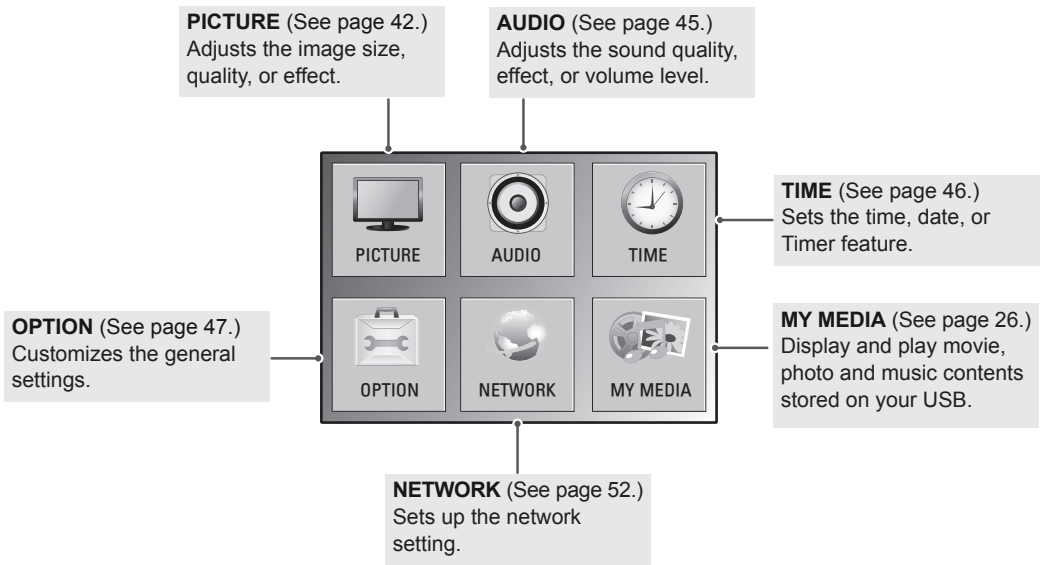 PICTURE (See page 42.)
Adjusts the image size,
quality, or effect.
AUDIO (See page 45.)
Adjusts the sound quality,
effect, or volume level.
PICTURE
AUDIO
TIME
TIME (See page 46.)
Sets the time, date, or
Timer feature.
OPTION (See page 47.)
Customizes the general
settings.
OPTION
NETWORK
MY MEDIA
MY MEDIA (See page 26.)
Display and play movie,
photo and music contents
stored on your USB.
NETWORK (See page 52.)
Sets up the network
setting.